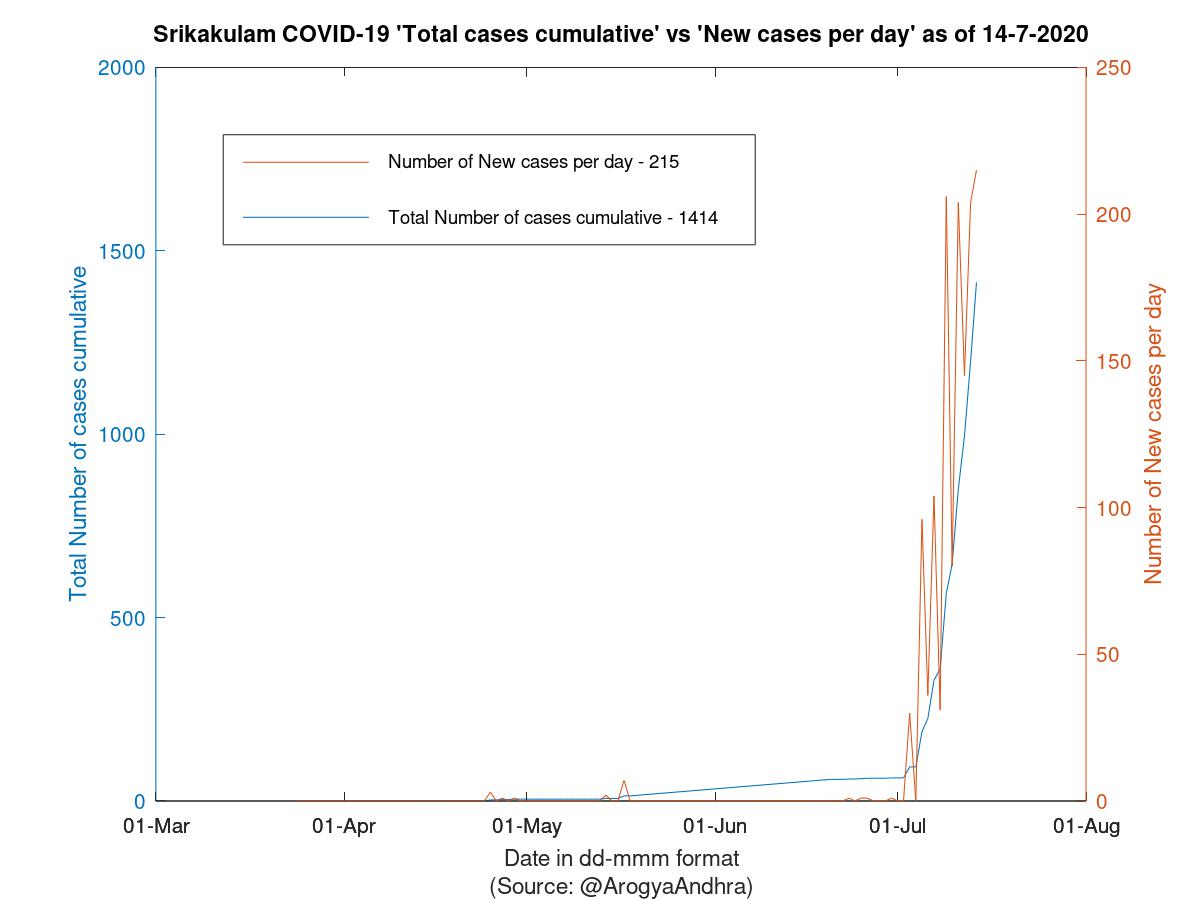 Srikakulam COVID-19 'Total cases cumulative' vs 'New cases per day' as of 14-7-2020
2000
1500
1000
500
0
Total Number of cases cumulative
Number of New cases per day - 215
Total Number of cases cumulative - 1414
250
200
150
100
50
0
Number of New cases per day
01-Mar 01-Apr 01-May 01-Jun 01-Jul 01-Aug
Date in dd-mmm format
(Source: @ArogyaAndhra)